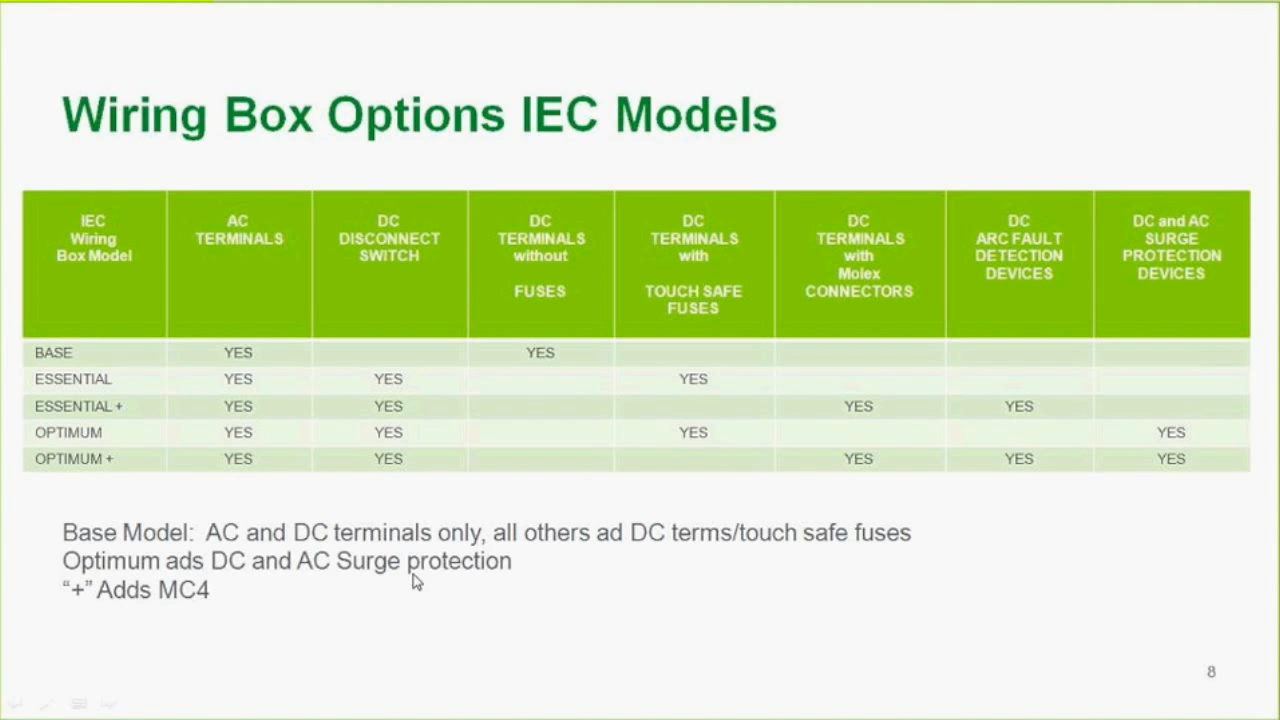 Wiring Box Options IEC Models
IEC
Wiring
Box Model
AC
TERMINALS
DC
DISCONNECT
SWITCH
DC
TERMINALS
without
FUSES
DC
TERMINALS
with
TOUCH SAFE
FUSES
DC
TERMINALS
with
Molex
CONNECTORS
DC
ARC FAULT
DETECTION
DEVICES
DC and AC
SURGE
PROTECTION
DEVICES
BASE YES YES
ESSENTIAL YES YES YES
ESSENTIAL + YES YES YES YES
OPTIMUM YES YES YES YES
OPTIMUM + YES YES YES YES YES
Base Model: AC and DC terminals only, all others ad DC terms/touch safe fuses
Optimum ads DC and AC Surge protection
“+” Adds MC4
8